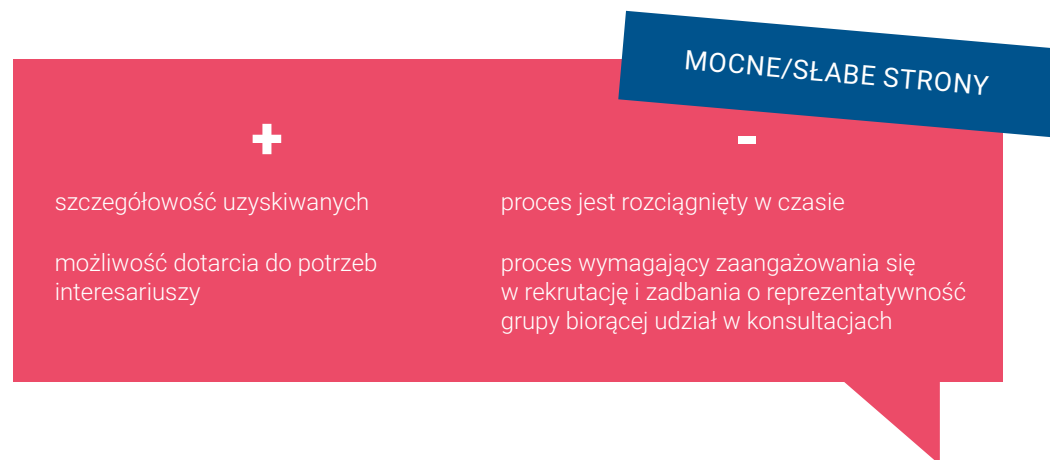 MOCNE/SŁABE STRONY
+
szczegółowość uzyskiwanych
możliwość dotarcia do potrzeb
interesariuszy
-
proces jest rozciągnięty w czasie
proces wymagający zaangażowania się
w rekrutację i zadbania o reprezentatywność
grupy biorącej udział w konsultacjach